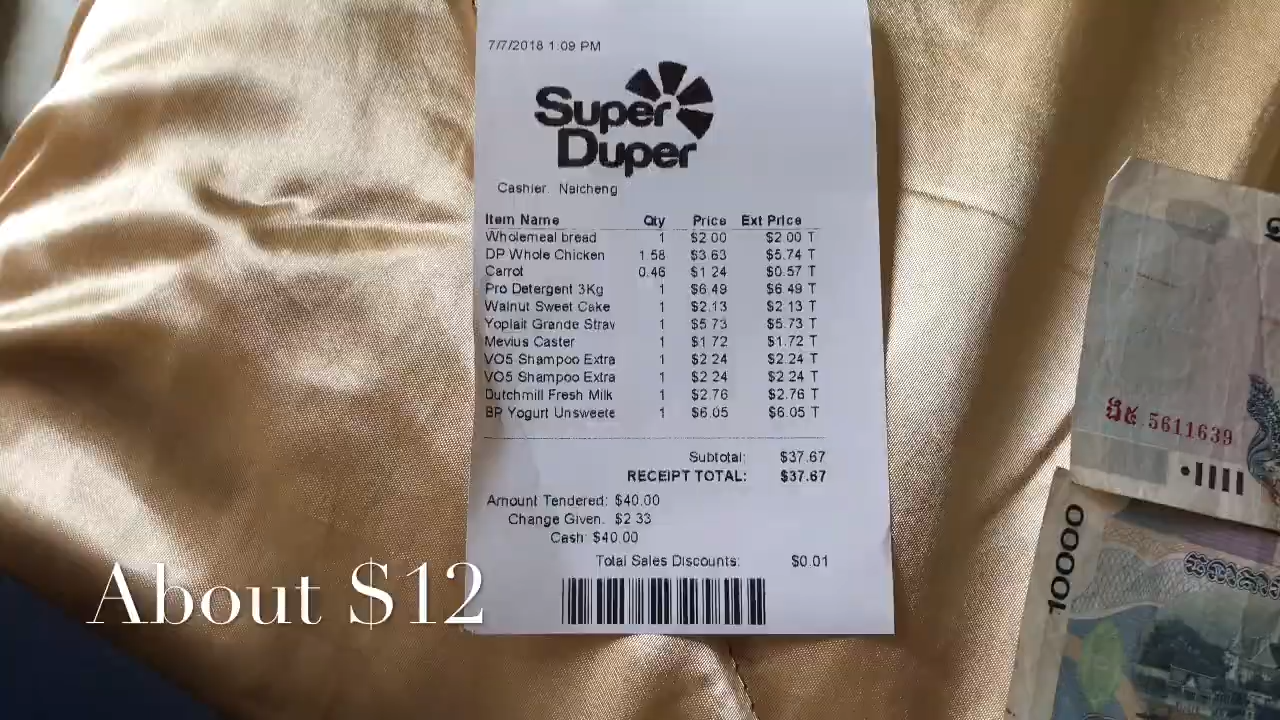 7/7/2018 1:09 PM
Super
Duper
Cashier. Naicheng
Item Name Qty Price Ext Price
Wholemeal bread 1 $2 00 $2 00 T
DP Whole Chicken 1 58 $3 63 $5.74 T
Carrot 0.46 $1 24 $0.57 T
Pro Detergent 3Kg 1 $6 49 $6 49 T
Walnut Sweet Cake 1 $2.13 $2 13 T
Yoplait Grande Strav 1 $5 73 $5.73 T
Mevius Caster 1 $1 72 $1.72 T
VO5 Shampoo Extra 1 $2 24 $2.24 T
VO5 Shampoo Extra 1 $2 24 $2.24 T
Dutchmill Fresh Milk 1 $2.76 $2.76 T
BP Yogurt Unsweete 1 $6.05 $6.05 T
Subtotal: $37.67
RECEIPT TOTAL: $37.67
Amount Tendered: $40.00
Change Given. $2 33
Cash: $40.00
Total Sales Discounts: $0.01
About $12
ង៥ 5611639
10000